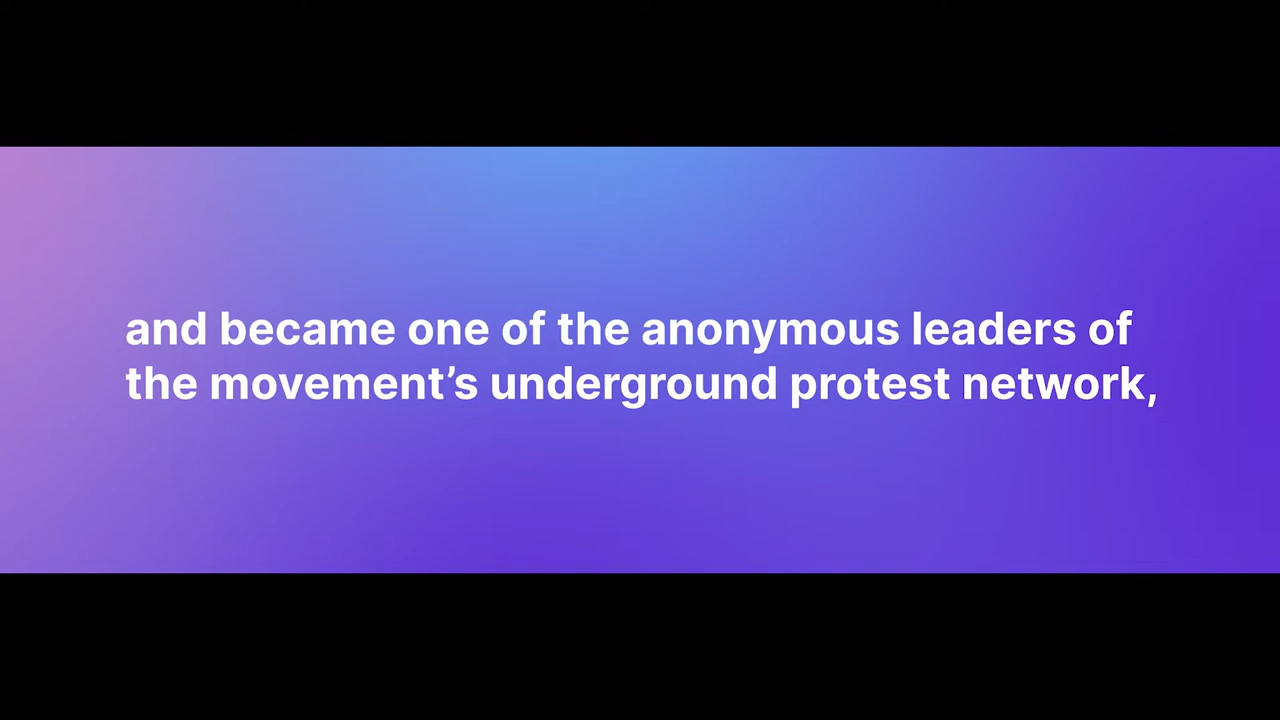 and became one of the anonymous leaders of
the movement’s underground protest network,